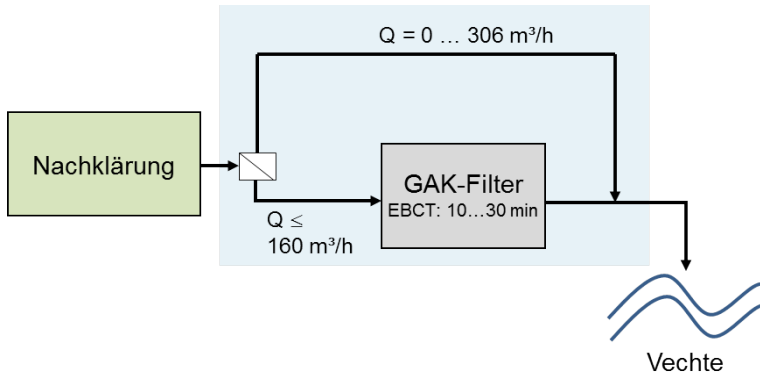 Q = 0 … 306 m³/h
Nachklärung
GAK-Filter
EBCT: 10…30 min
Q ≤
160 m³/h
Vechte